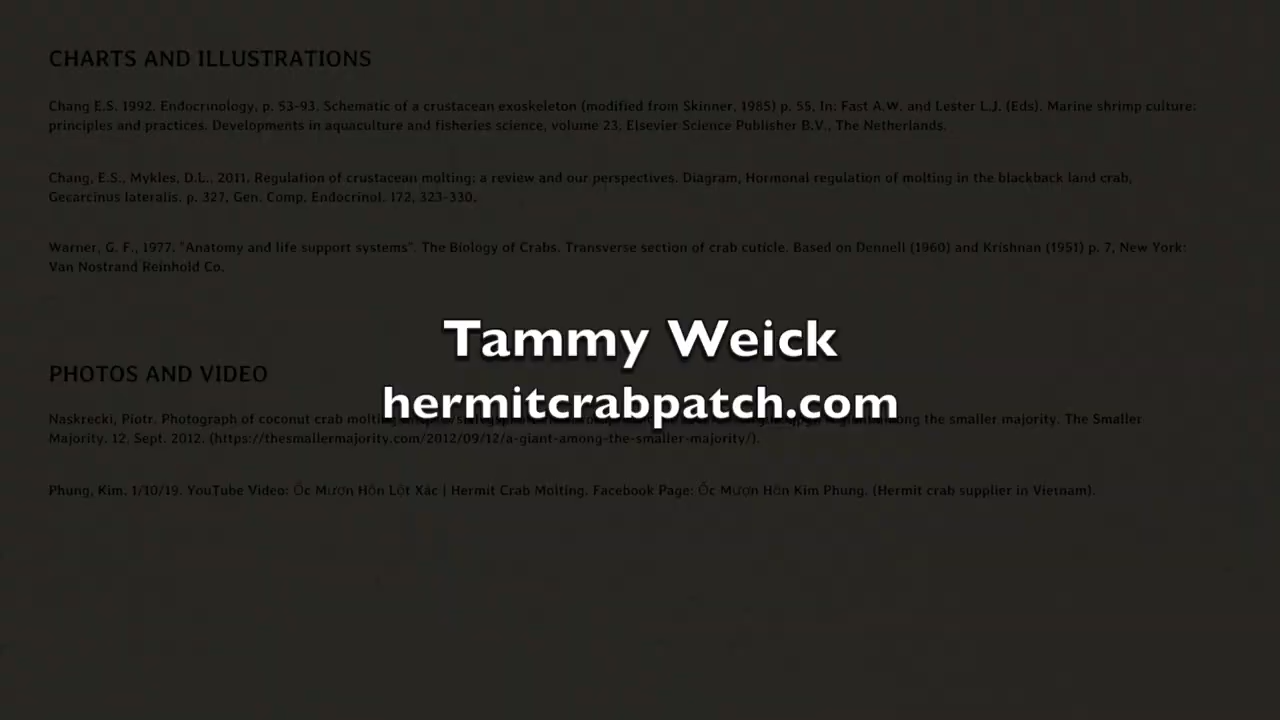 CHARTS AND ILLUSTRATIONS
Chang E.S. 1992. Endocrinology, p. 53-93. Schematic of a crustacean exoskeleton (modified from Skinner, 1985) p. 55. In: Fast A.W. and Lester L.J. (Eds). Marine shrimp culture:
principles and practices. Developments in aquaculture and fisheries science, volume 23, Elsevier Science Publisher B.V., The Netherlands.
Chang, E.S., Mykles, D.L., 2011. Regulation of crustacean molting: a review and our perspectives. Diagram, Hormonal regulation of molting in the blackback land crab,
Gecarcinus lateralis. p. 327, Gen. Comp. Endocrinol. 172, 323-330.
Warner, G. F., 1977. "Anatomy and life support systems". The Biology of Crabs. Transverse section of crab cuticle. Based on Dennell (1960) and Krishnan (1951) p. 7, New York:
Van Nostrand Reinhold Co.
Tammy Weick
PHOTOS AND VIDEO
hermitcrabpatch.com
Naskrecki, Piotr. Photograph of coconut crab molting among the smaller majority. The Smaller
Majority. 12. Sept. 2012. (https://thesmallermajority.com/2012/09/12/a-giant-among-the-smaller-majority/).
Phung, Kim. 1/10/19. YouTube Video: Ốc Mượn Hồn Lột Xác | Hermit Crab Molting. Facebook Page: Ốc Mượn Hồn Kim Phung. (Hermit crab supplier in Vietnam).